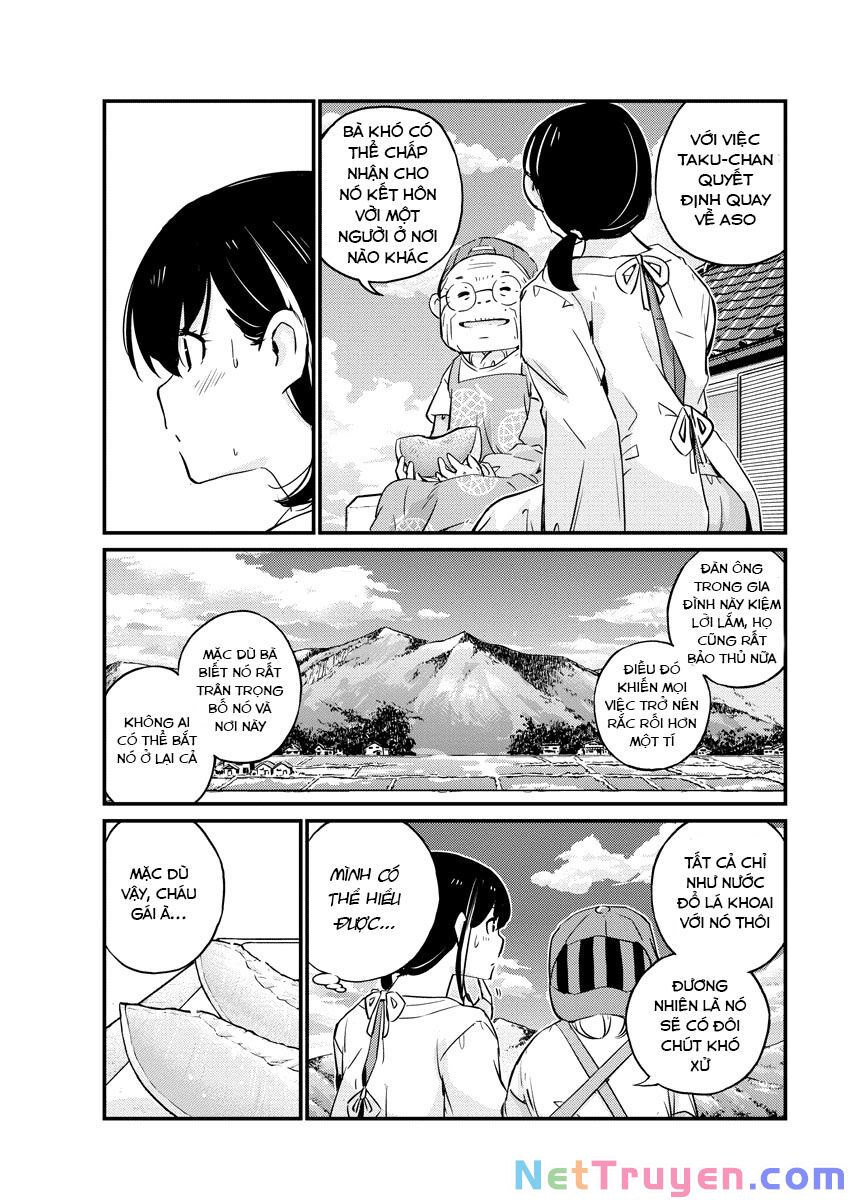 VỚI VIỆC
TAKU-CHAN
QUYẾT
ĐỊNH QUAY
VỀ ASO
BÀ KHÓ CÓ
THỂ CHẤP
NHẬN CHO
NÓ KẾT HÔN
VỚI MỘT
NGƯỜI Ở NƠI
NÀO KHÁC
ĐÀN ÔNG
TRONG GIA
ĐÌNH NÀY KIỆM
LỜI LẮM, HỌ
CŨNG RẤT
BẢO THỦ NỮA
ĐIỀU ĐÓ
KHIẾN MỌI
VIỆC TRỞ NÊN
RẮC RỐI HƠN
MỘT TÍ
MẶC DÙ BÀ
BIẾT NÓ RẤT
TRÂN TRỌNG
BỐ NÓ VÀ
NƠI NÀY
KHÔNG AI
CÓ THỂ BẮT
NÓ Ở LẠI CẢ
TẤT CẢ CHỈ
NHƯ NƯỚC
ĐỔ LÁ KHOAI
VỚI NÓ THÔI
ĐƯƠNG
NHIÊN LÀ NÓ
SẼ CÓ ĐÔI
CHÚT KHÓ
XỬ
MÌNH CÓ
THỂ HIỂU
ĐƯỢC...
MẶC DÙ
VẬY, CHÁU
GÁI À...
NetTruyen.com